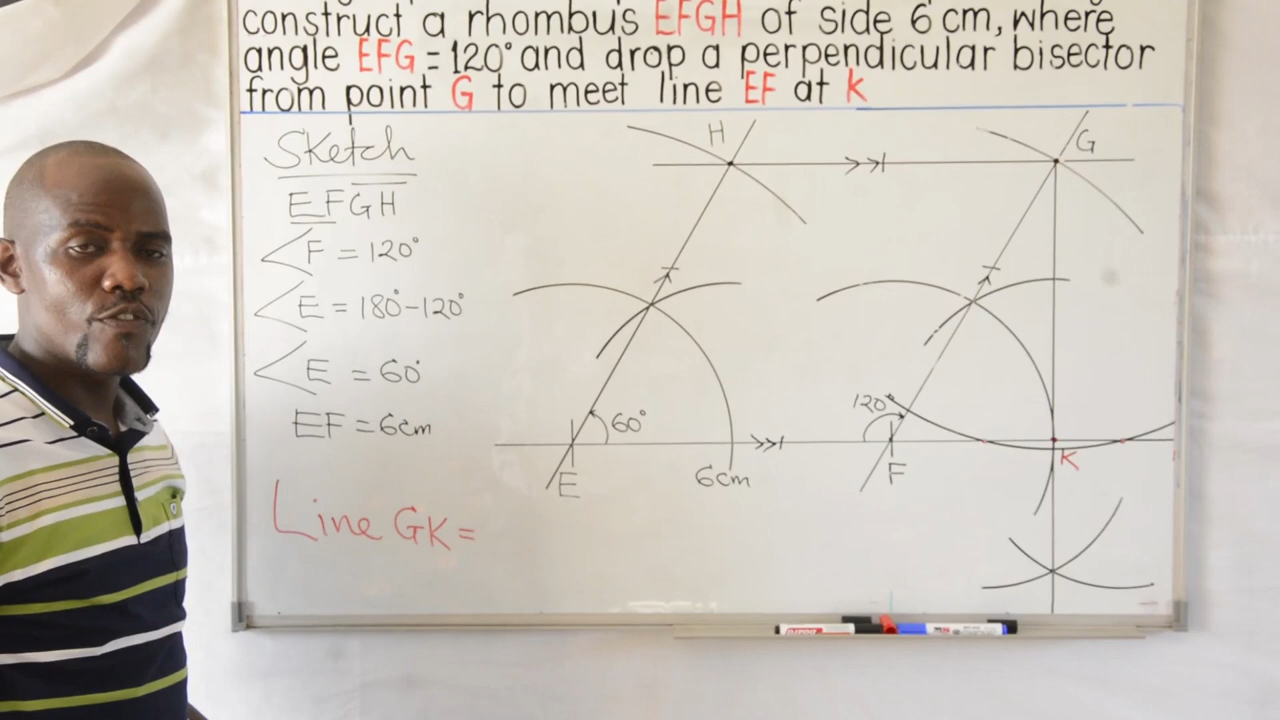 construct a rhombus EFGH of side 6 cm, where
angle EFG = 120° and drop a perpendicular bisector
from point G to meet line EF at K
Sketch
EFGH
<F = 120°
<E = 180°-120°
<E = 60°
EF = 6cm
Line GK =
H
G
60°
E
6cm
120°
F
K